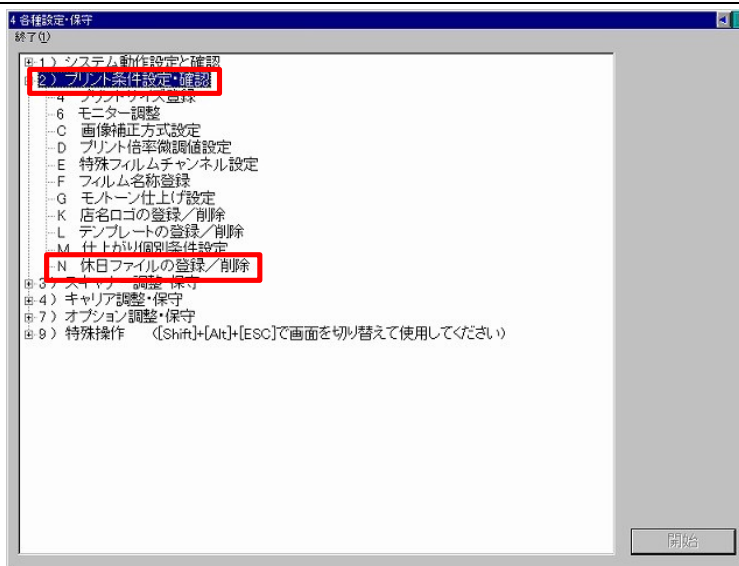 4 各種設定・保守
終了(J)
1) システム動作設定と確認
2) プリント条件設定・確認
4 プリントサイズ登録
6 モニター調整
C 画像補正方式設定
D プリント倍率微調値設定
E 特殊フィルムチャンネル設定
F フィルム名称登録
G モノトーン仕上げ設定
K 店名ロゴの登録／削除
L テンプレートの登録／削除
M 仕上がり個別条件設定
N 休日ファイルの登録／削除
3) スキャナー調整・保守
4) キャリア調整・保守
7) オプション調整・保守
9) 特殊操作 ([Shift]+[Alt]+[ESC]で画面を切り替えて使用してください)
開始